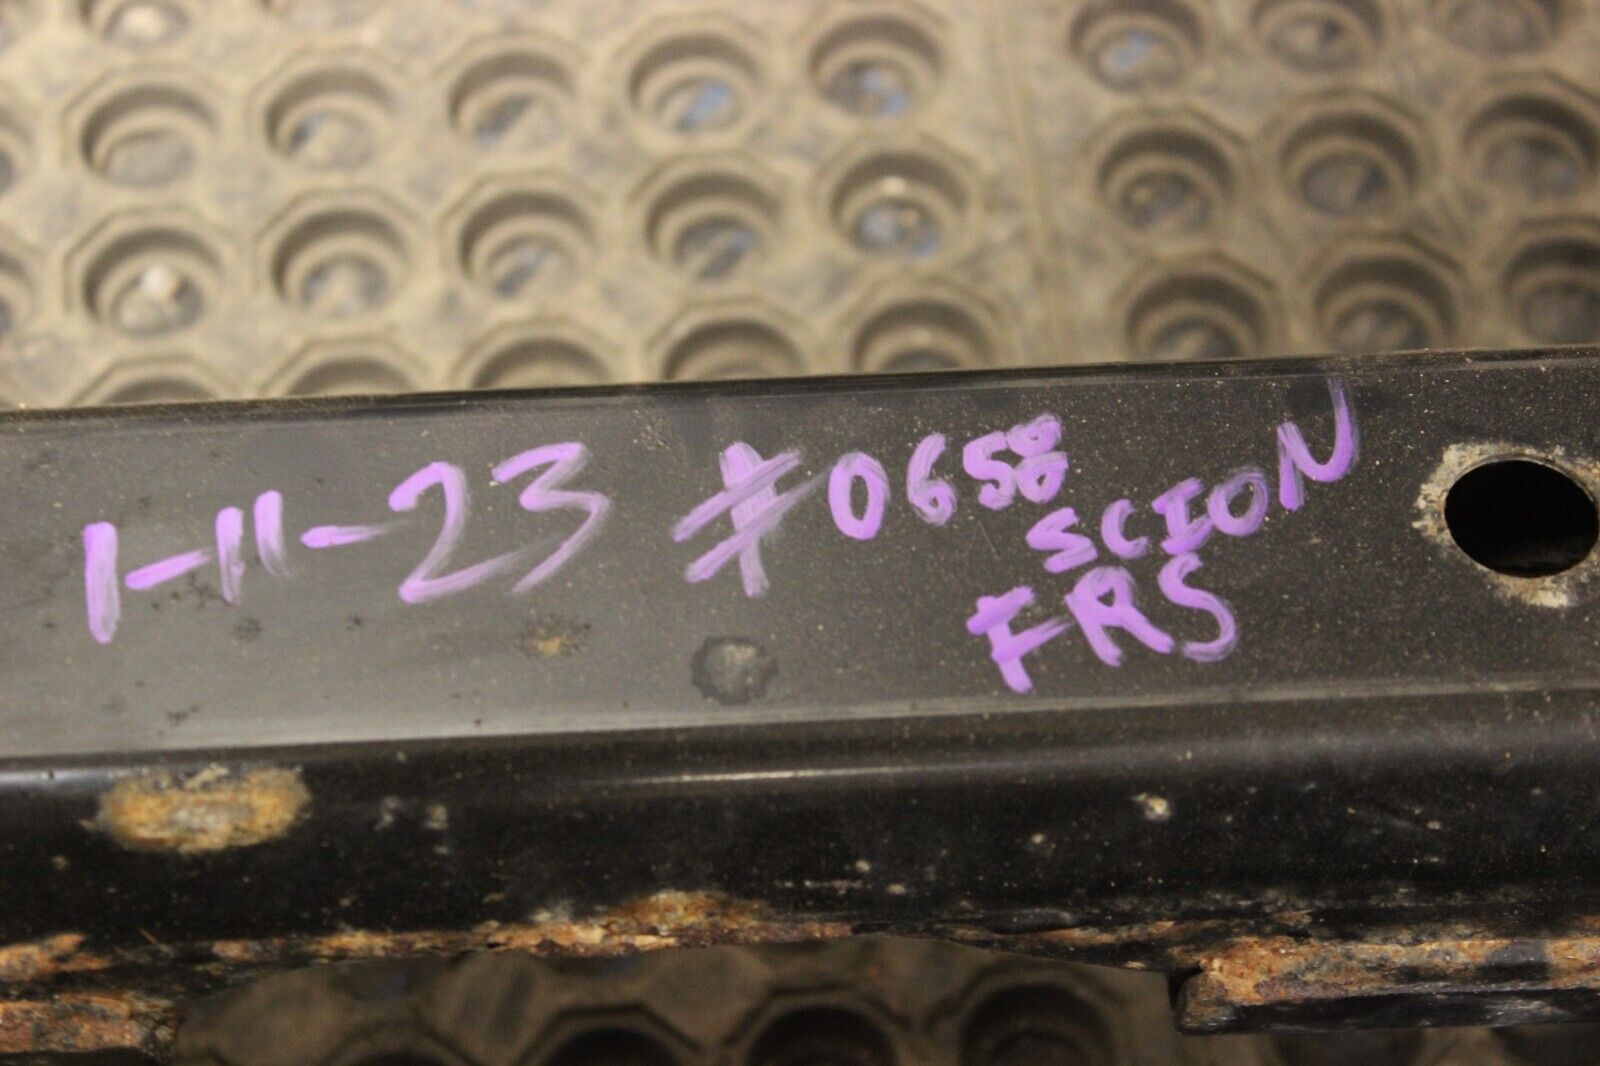 1-11-23 #0658
SCION
FRS